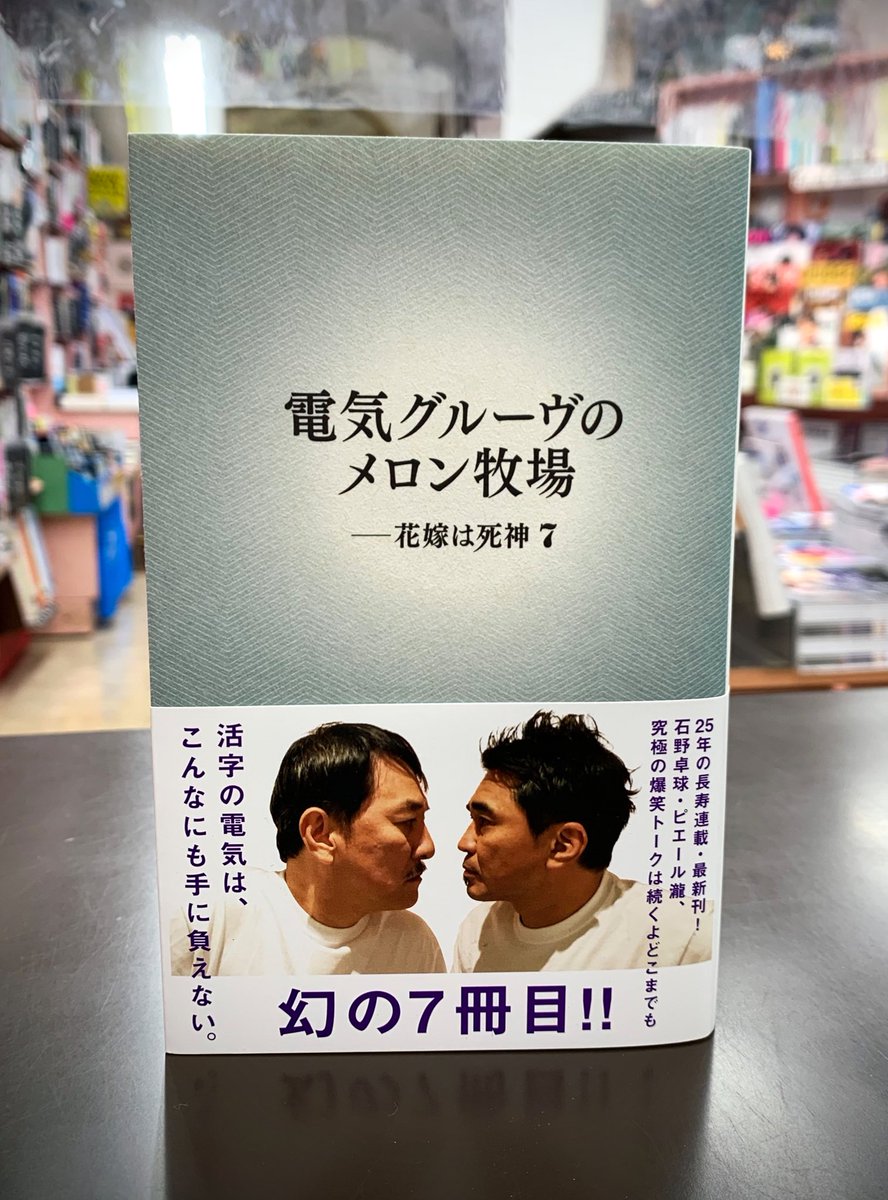 電気グルーヴの
メロン牧場
──花嫁は死神 7
25年の長寿連載・最新刊!
石野卓球・ピエール瀧、
究極の爆笑トークは続くよどこまでも
活字の電気は、
こんなにも手に負えない。
幻の7冊目!!